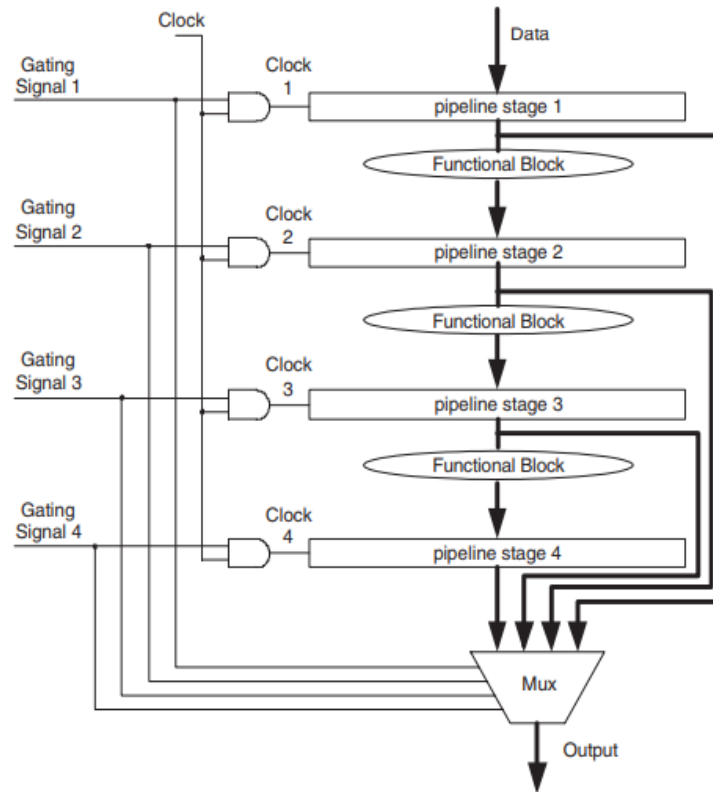 Clock
Data
Gating
Signal 1
Clock
1
pipeline stage 1
Functional Block
Gating
Signal 2
Clock
2
pipeline stage 2
Functional Block
Gating
Signal 3
Clock
3
pipeline stage 3
Functional Block
Gating
Signal 4
Clock
4
pipeline stage 4
Mux
Output